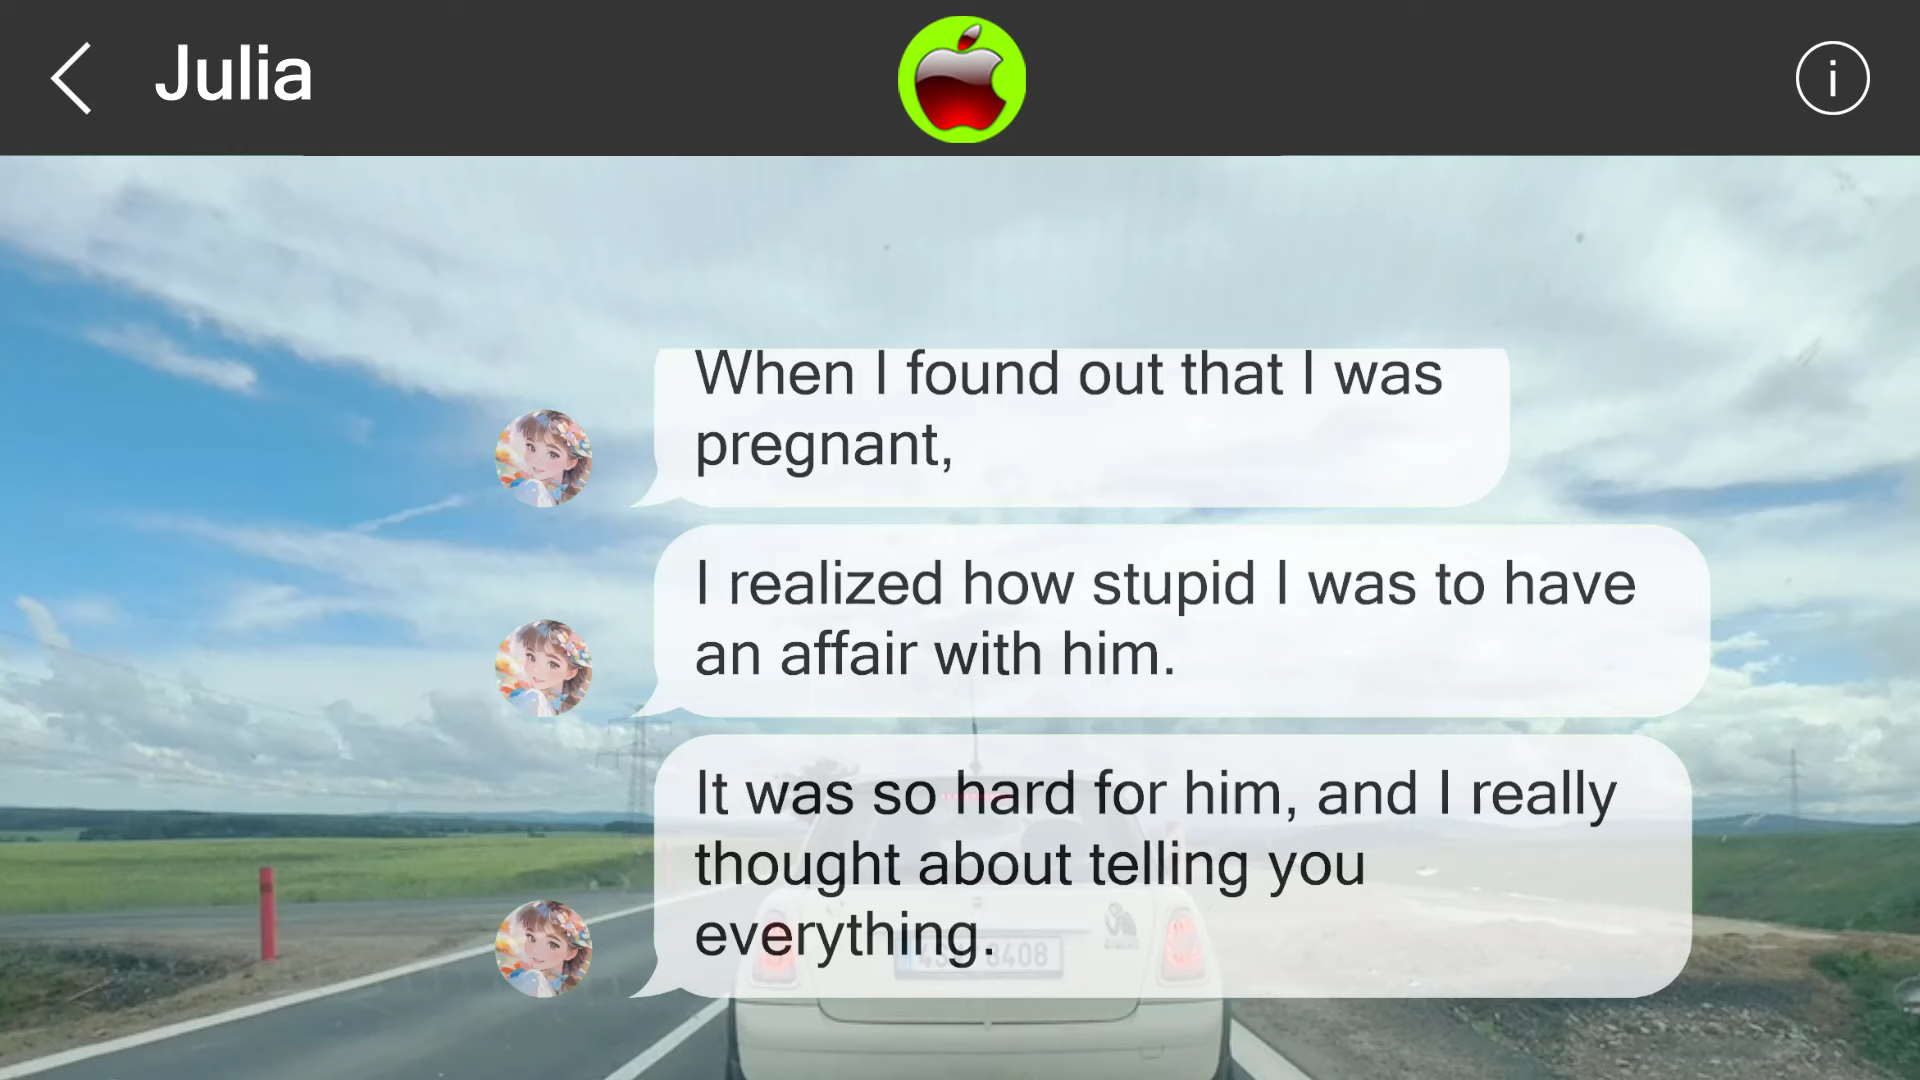 Julia
i
When I found out that I was
pregnant,
I realized how stupid I was to have
an affair with him.
It was so hard for him, and I really
thought about telling you
everything.
8408